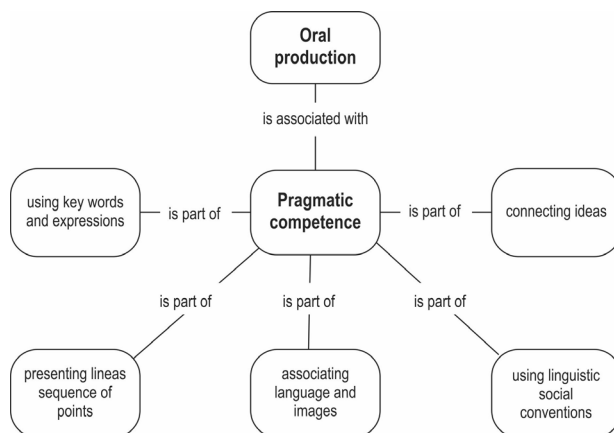 Oral
production
is associated with
using key words
and expressions
is part of
Pragmatic
competence
is part of
connecting ideas
is part of
is part of
is part of
presenting lineas
sequence of
points
associating
language and
images
using linguistic
social
conventions